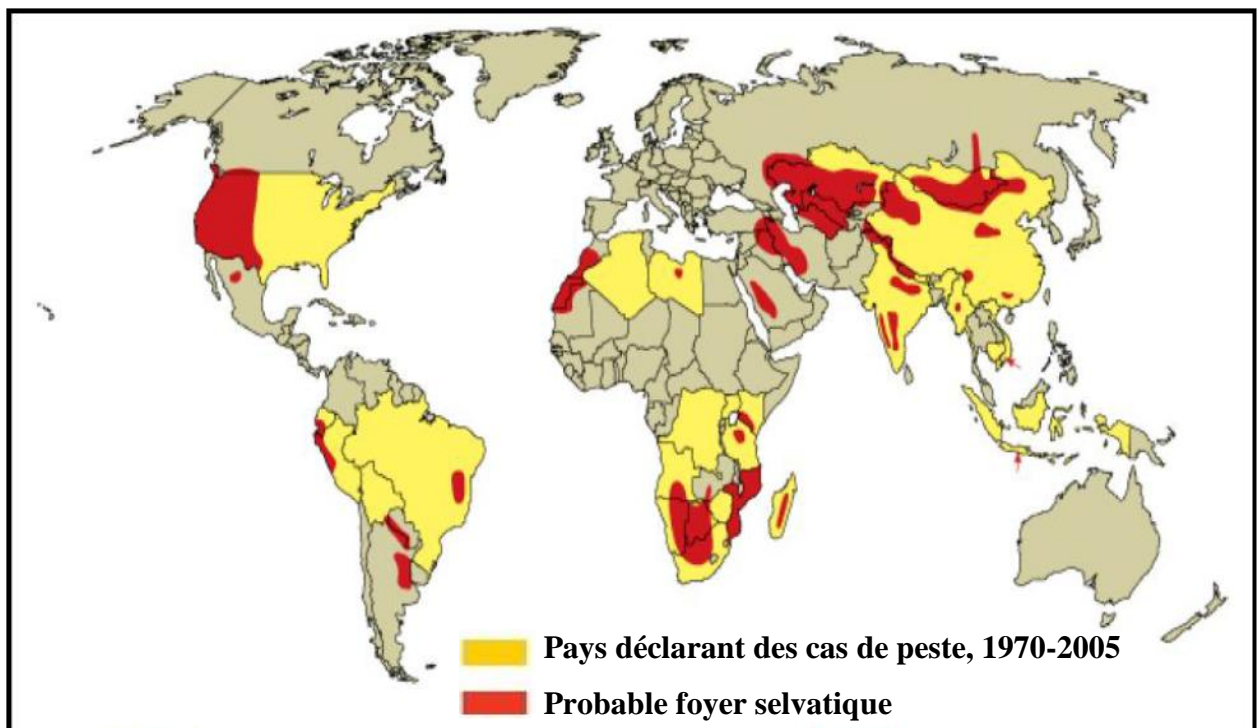 Pays déclarant des cas de peste, 1970-2005
Probable foyer selvatique